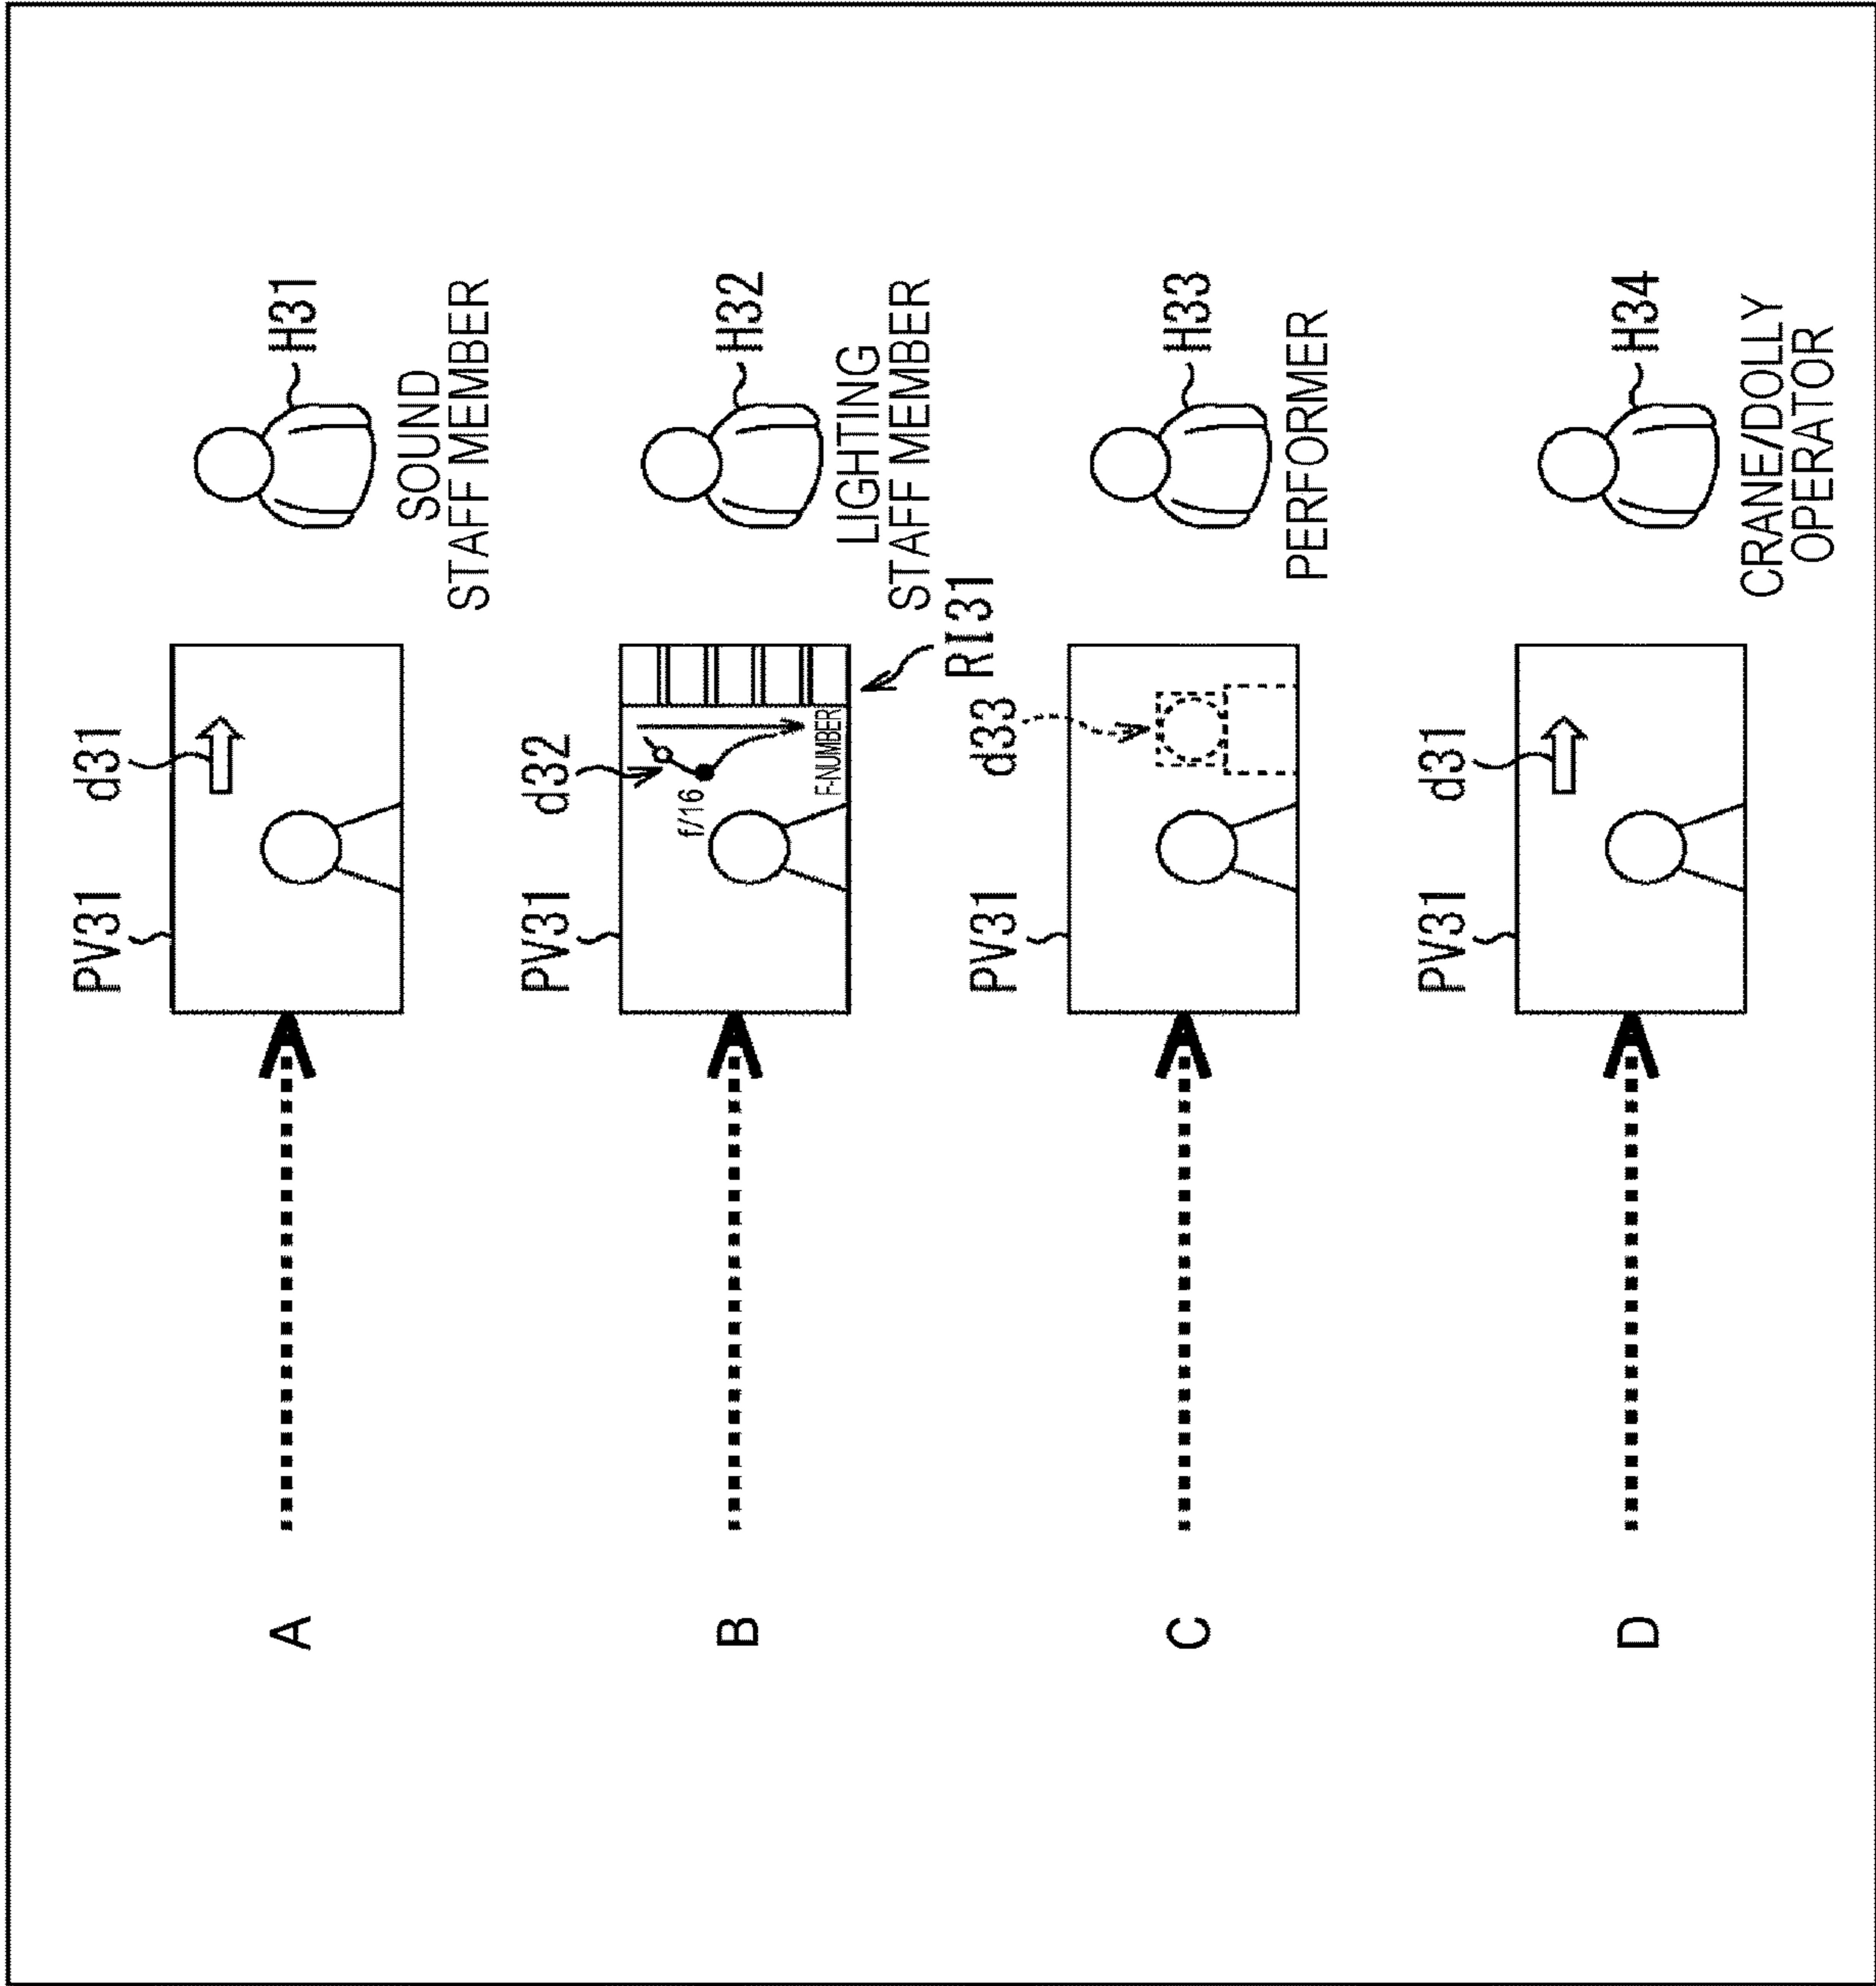 A
PV31
d31
H31
SOUND
STAFF MEMBER
B
PV31
d32
f/16
F-NUMBER
H32
LIGHTING
STAFF MEMBER
RI31
C
PV31
d33
H33
PERFORMER
D
PV31
d31
H34
CRANE/DOLLY
OPERATOR